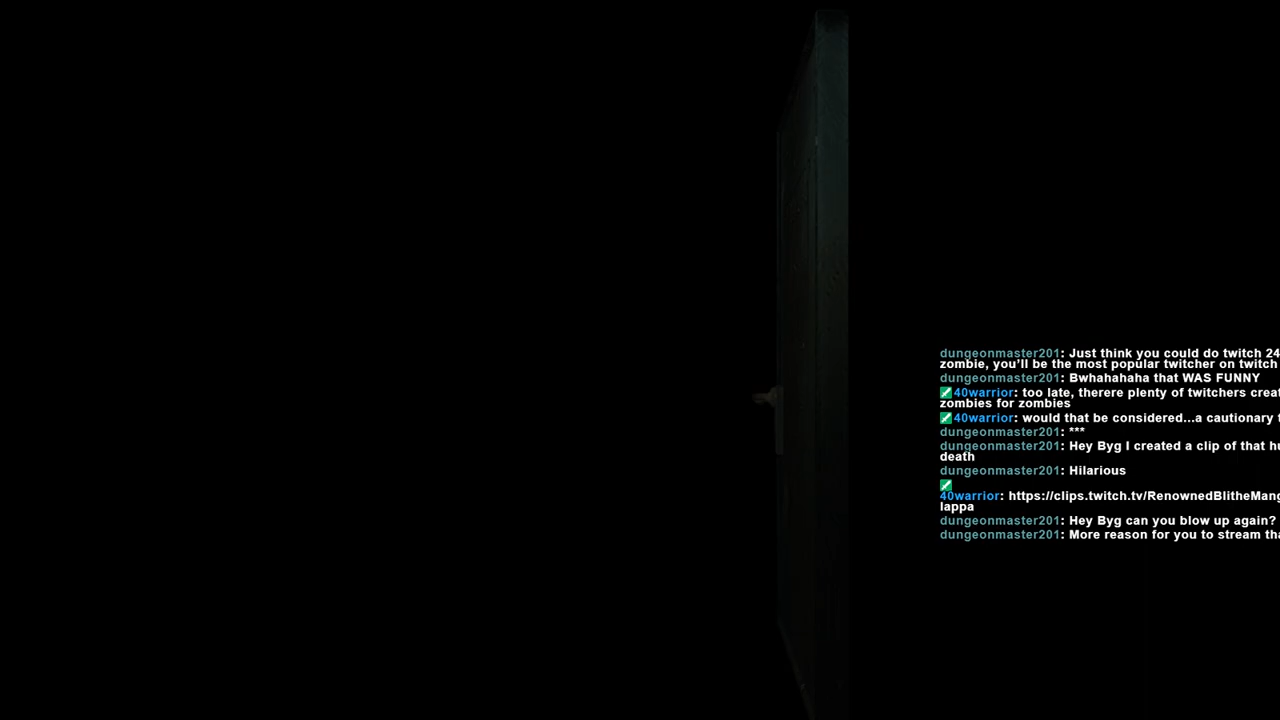 dungeonmaster201: Just think you could do twitch 24
zombie, you'll be the most popular twitcher on twitch
dungeonmaster201: Bwhahahaha that WAS FUNNY
40warrior: too late, therere plenty of twitchers creat
zombies for zombies
40warrior: would that be considered...a cautionary t
dungeonmaster201: ***
dungeonmaster201: Hey Byg I created a clip of that hu
death
dungeonmaster201: Hilarious
40warrior: https://clips.twitch.tv/RenownedBlitheMang
lappa
dungeonmaster201: Hey Byg can you blow up again?
dungeonmaster201: More reason for you to stream tha